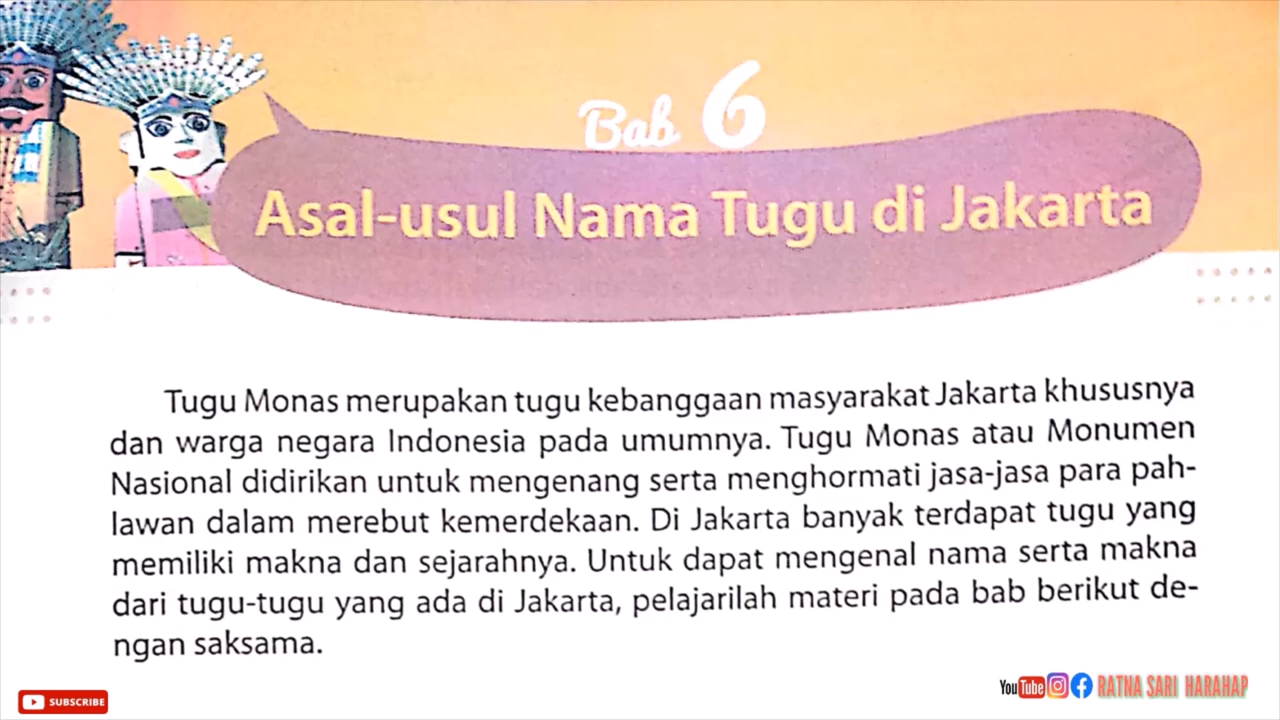 Bab 6
Asal-usul Nama Tugu di Jakarta
Tugu Monas merupakan tugu kebanggaan masyarakat Jakarta khususnya
dan warga negara Indonesia pada umumnya. Tugu Monas atau Monumen
Nasional didirikan untuk mengenang serta menghormati jasa-jasa para pah-
lawan dalam merebut kemerdekaan. Di Jakarta banyak terdapat tugu yang
memiliki makna dan sejarahnya. Untuk dapat mengenal nama serta makna
dari tugu-tugu yang ada di Jakarta, pelajarilah materi pada bab berikut de-
ngan saksama.
SUBSCRIBE
YouTube RATNA SARI HARAHAP